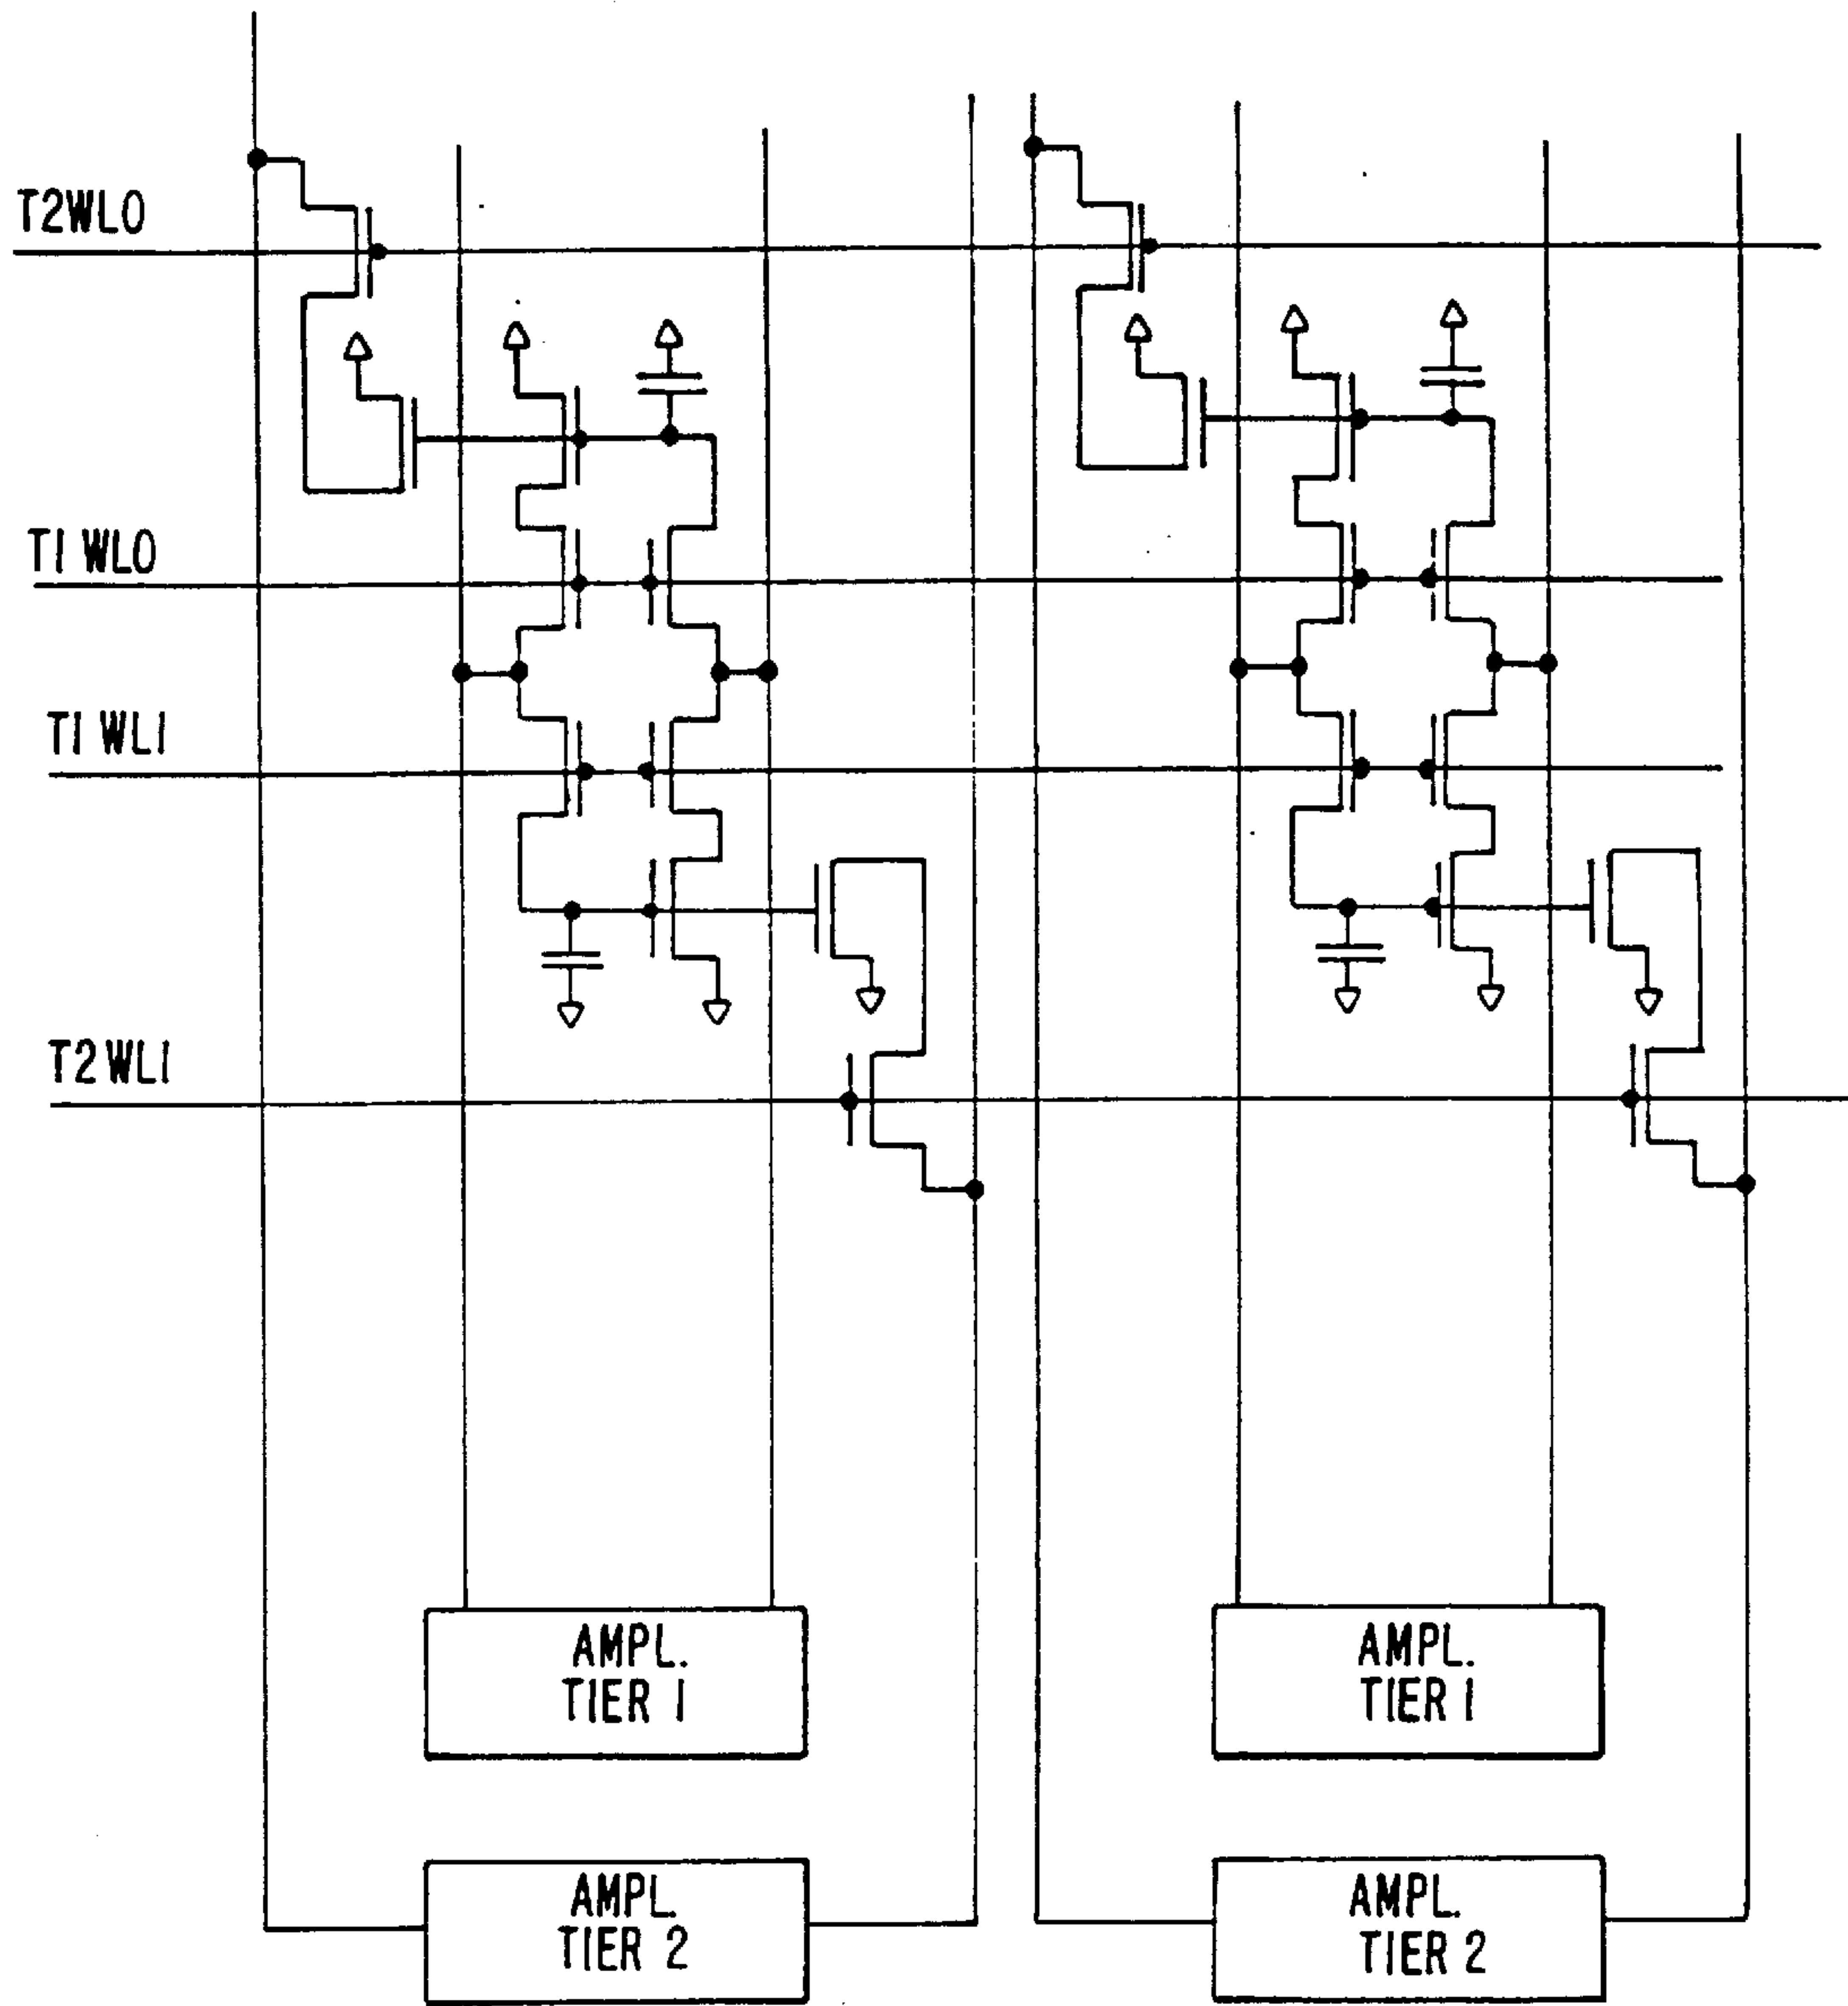 T2WL0
T1 WL0
T1 WL1
T2 WL1
AMPL.
TIER 1
AMPL.
TIER 1
AMPL.
TIER 2
AMPL.
TIER 2